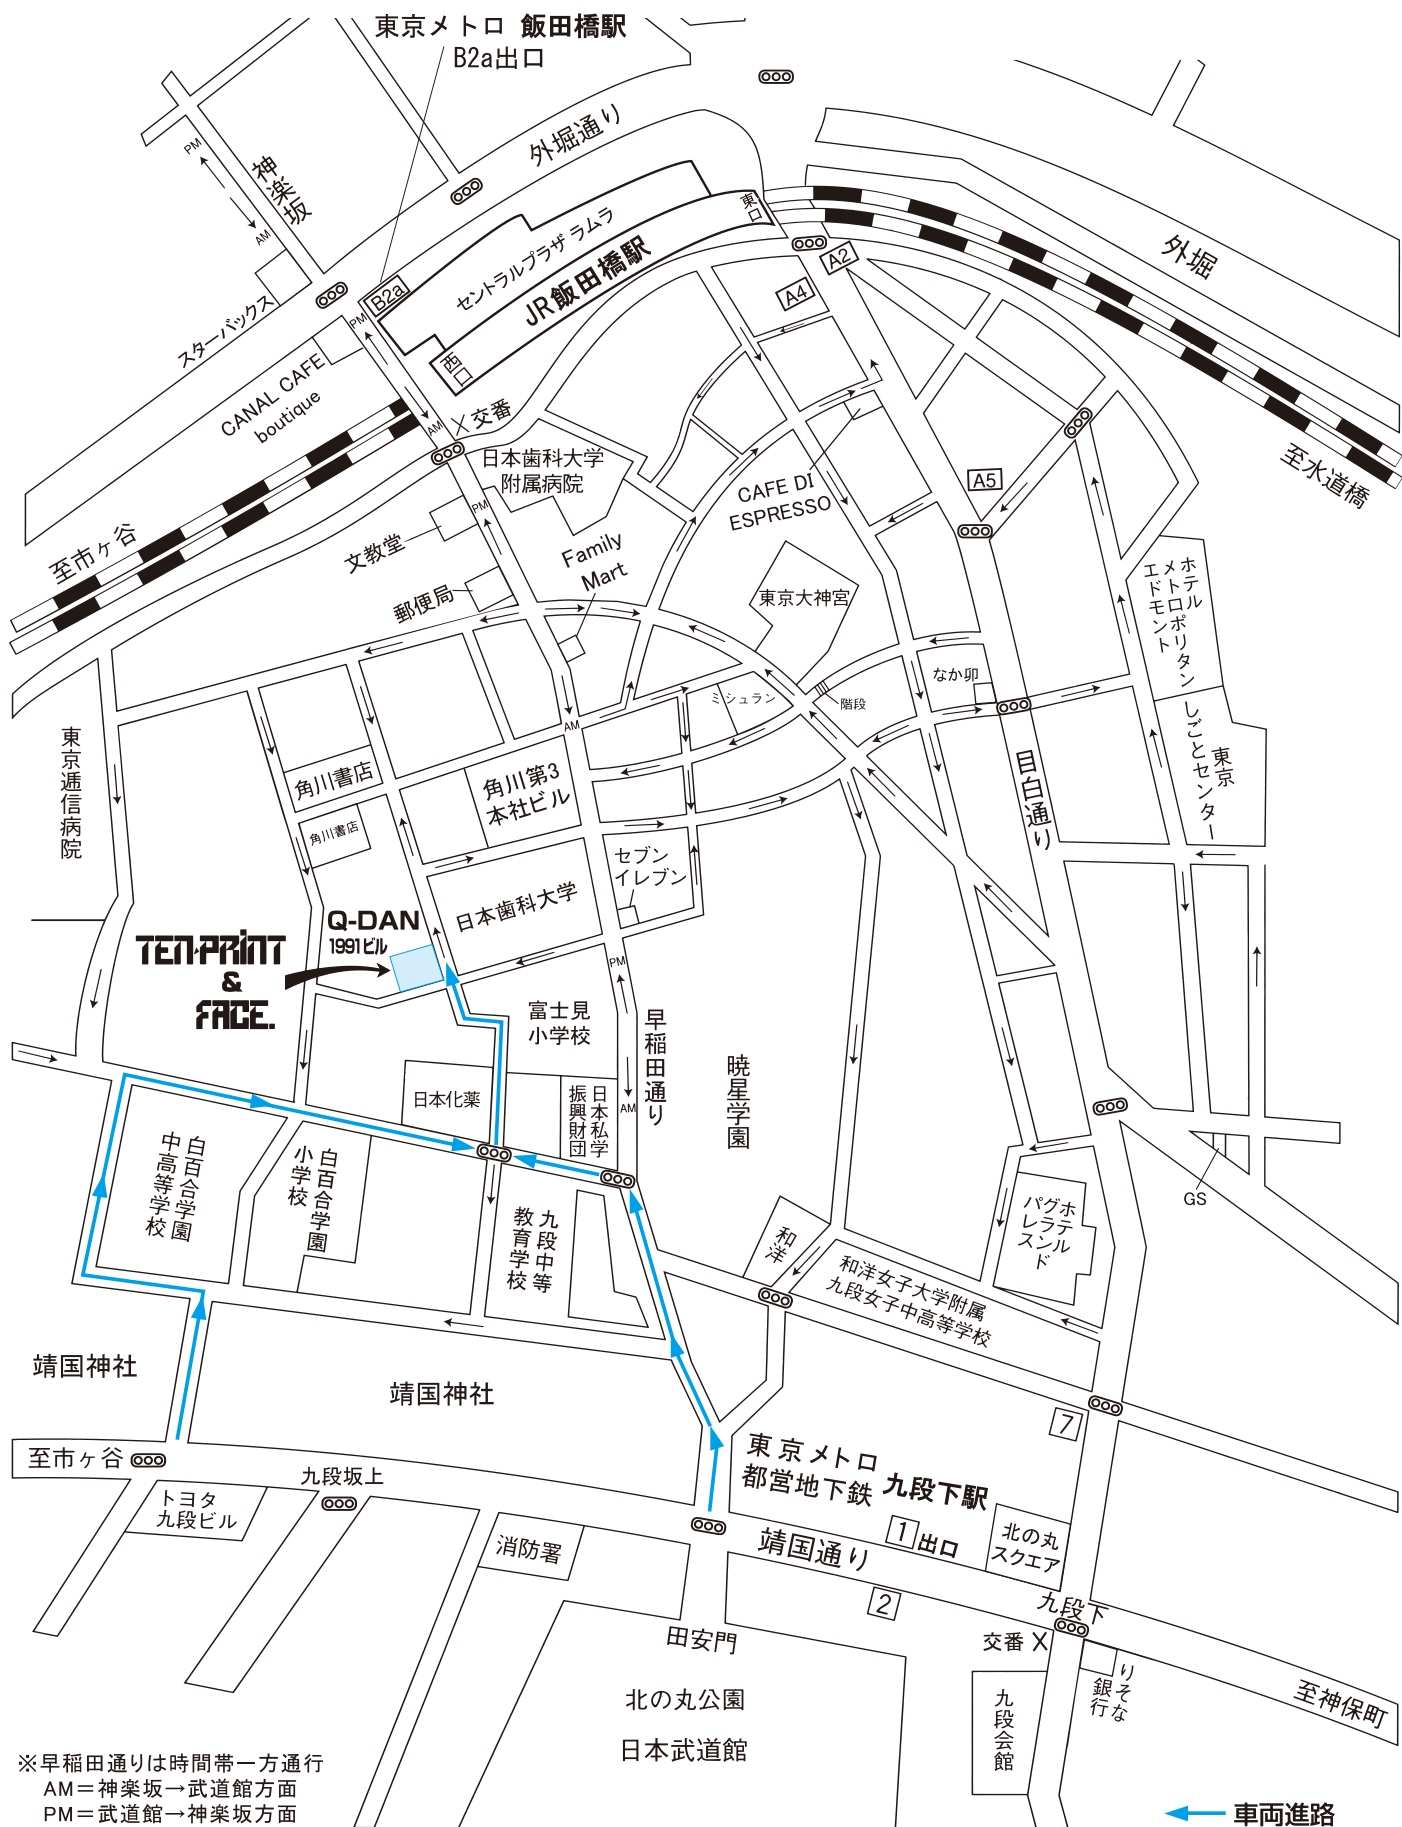 東京メトロ 飯田橋駅
B2a出口
外堀通り
PM
神楽坂
AM
スターバックス
B2a
セントラルプラザ ラムラ
JR飯田橋駅
東口
西口
A2
A4
外堀
至水道橋
PM
CANAL CAFE
boutique
AM
交番
日本歯科大学
附属病院
PM
A5
CAFE DI
ESPRESSO
至市ヶ谷
文教堂
郵便局
Family
Mart
東京大神宮
ホテル
メトロポリタン
エドモント
なか卯
階段
ミシュラン
AM
東京逓信病院
角川書店
角川書店
角川第3
本社ビル
目白通り
東京
しごとセンター
セブン
イレブン
日本歯科大学
Q-DAN
1991ビル
TEN-PRINT
&
FACE.
PM
富士見
小学校
早稲田通り
暁星学園
日本化薬
日本私学
振興財団
AM
白百合学園
中高等学校
白百合学園
小学校
九段中等
教育学校
GS
ホテル
グランド
パレス
和洋
和洋女子大学附属
九段女子中高等学校
靖国神社
靖国神社
7
至市ヶ谷
九段坂上
トヨタ
九段ビル
消防署
東京メトロ
都営地下鉄
九段下駅
1 出口
靖国通り
北の丸
スクエア
2
九段下
交番
田安門
北の丸公園
日本武道館
九段会館
りそな
銀行
至神保町
※早稲田通りは時間帯一方通行
AM＝神楽坂→武道館方面
PM＝武道館→神楽坂方面
車両進路